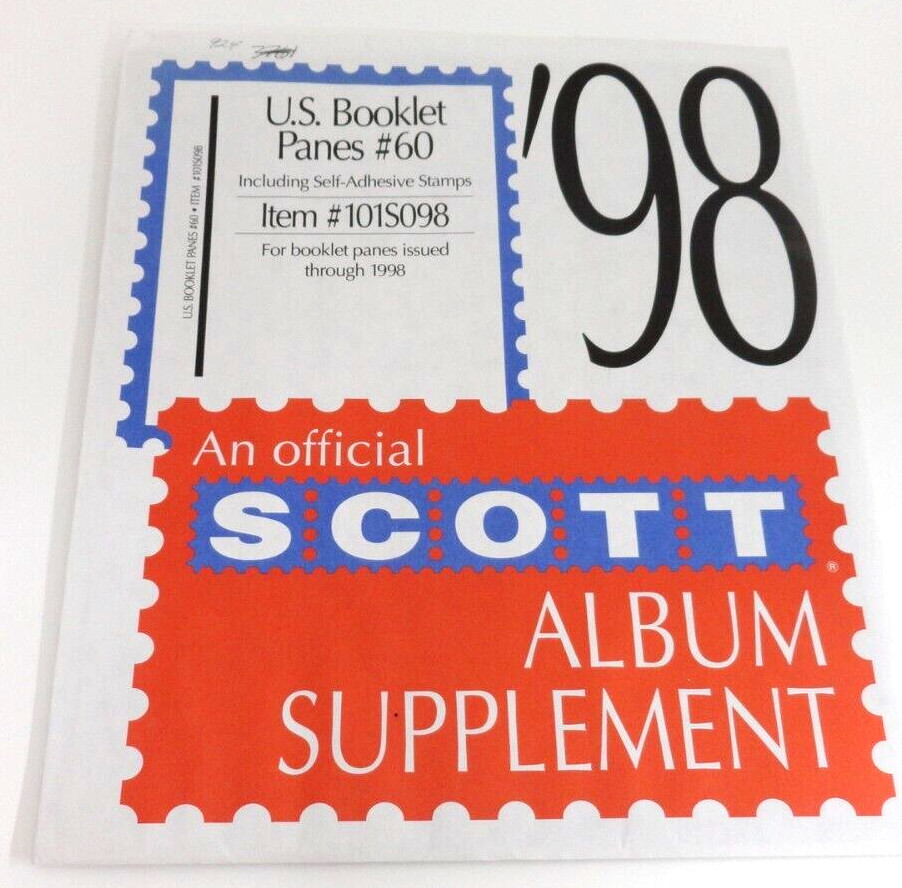 U.S. Booklet
Panes #60
Including Self-Adhesive Stamps
Item #101S098
For booklet panes issued
through 1998
U.S. BOOKLET PANES #60 • ITEM #101S098
'98
An official
SCOTT®
ALBUM
SUPPLEMENT